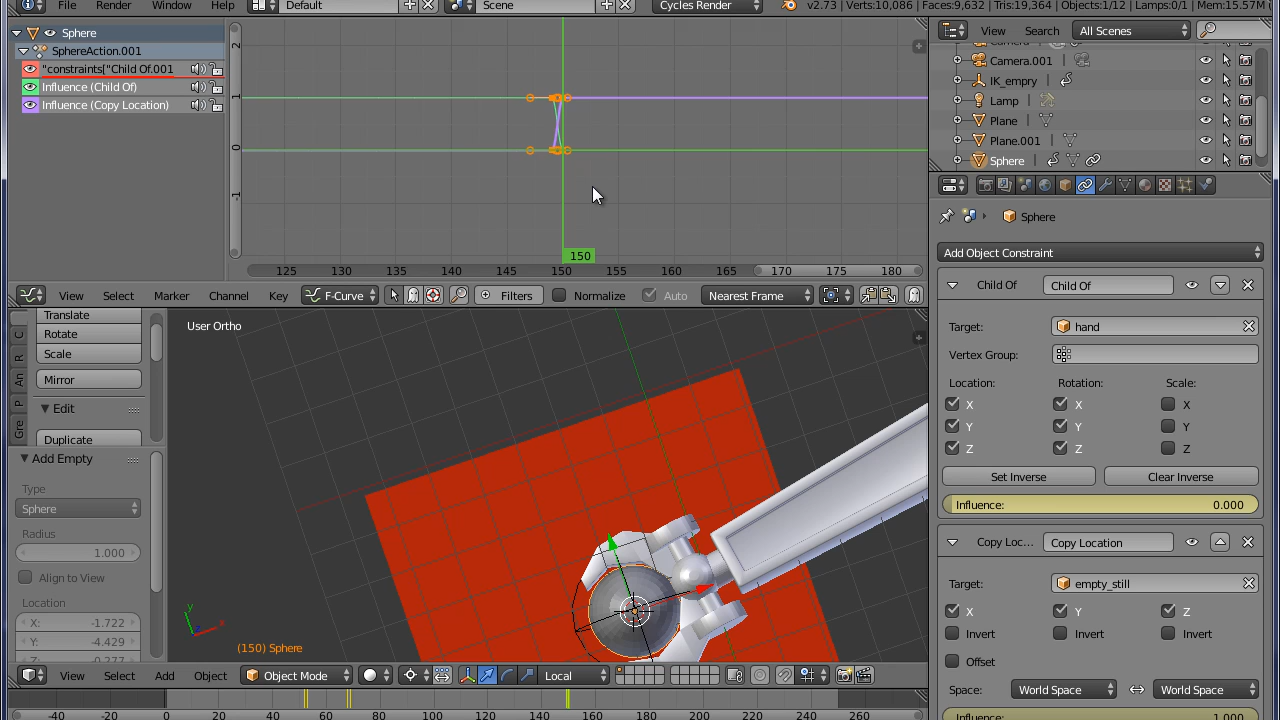 File Render Window Help Default Scene Cycles Render v2.73 | Verts:10,086 | Faces:9,632 | Tris:19,364 | Objects:1/12 | Lamps:0/1 | Mem:15.57M
Sphere
SphereAction.001
"constraints["Child Of.001
Influence (Child Of)
Influence (Copy Location)
2
1
0
-1
150
125 130 135 140 145 150 155 160 165 170 175 180
View Select Marker Channel Key F-Curve Filters Normalize Auto Nearest Frame
Translate
Rotate
Scale
Mirror
Edit
Duplicate
C
R
An
P
Gre
Add Empty
Type
Sphere
Radius
1.000
Align to View
Location
X: -1.722
Y: -4.429
User Ortho
y
x
(150) Sphere
View Select Add Object Object Mode Local
-40 -20 0 20 40 60 80 100 120 140 160 180 200 220 240 260
View Search All Scenes
Camera.001
IK_empry
Lamp
Plane
Plane.001
Sphere
Sphere
Add Object Constraint
Child Of Child Of
Target: hand
Vertex Group:
Location: Rotation: Scale:
X X X
Y Y Y
Z Z Z
Set Inverse Clear Inverse
Influence: 0.000
Copy Loc... Copy Location
Target: empty_still
X Y Z
Invert Invert Invert
Offset
Space: World Space World Space
Influence: 1.000